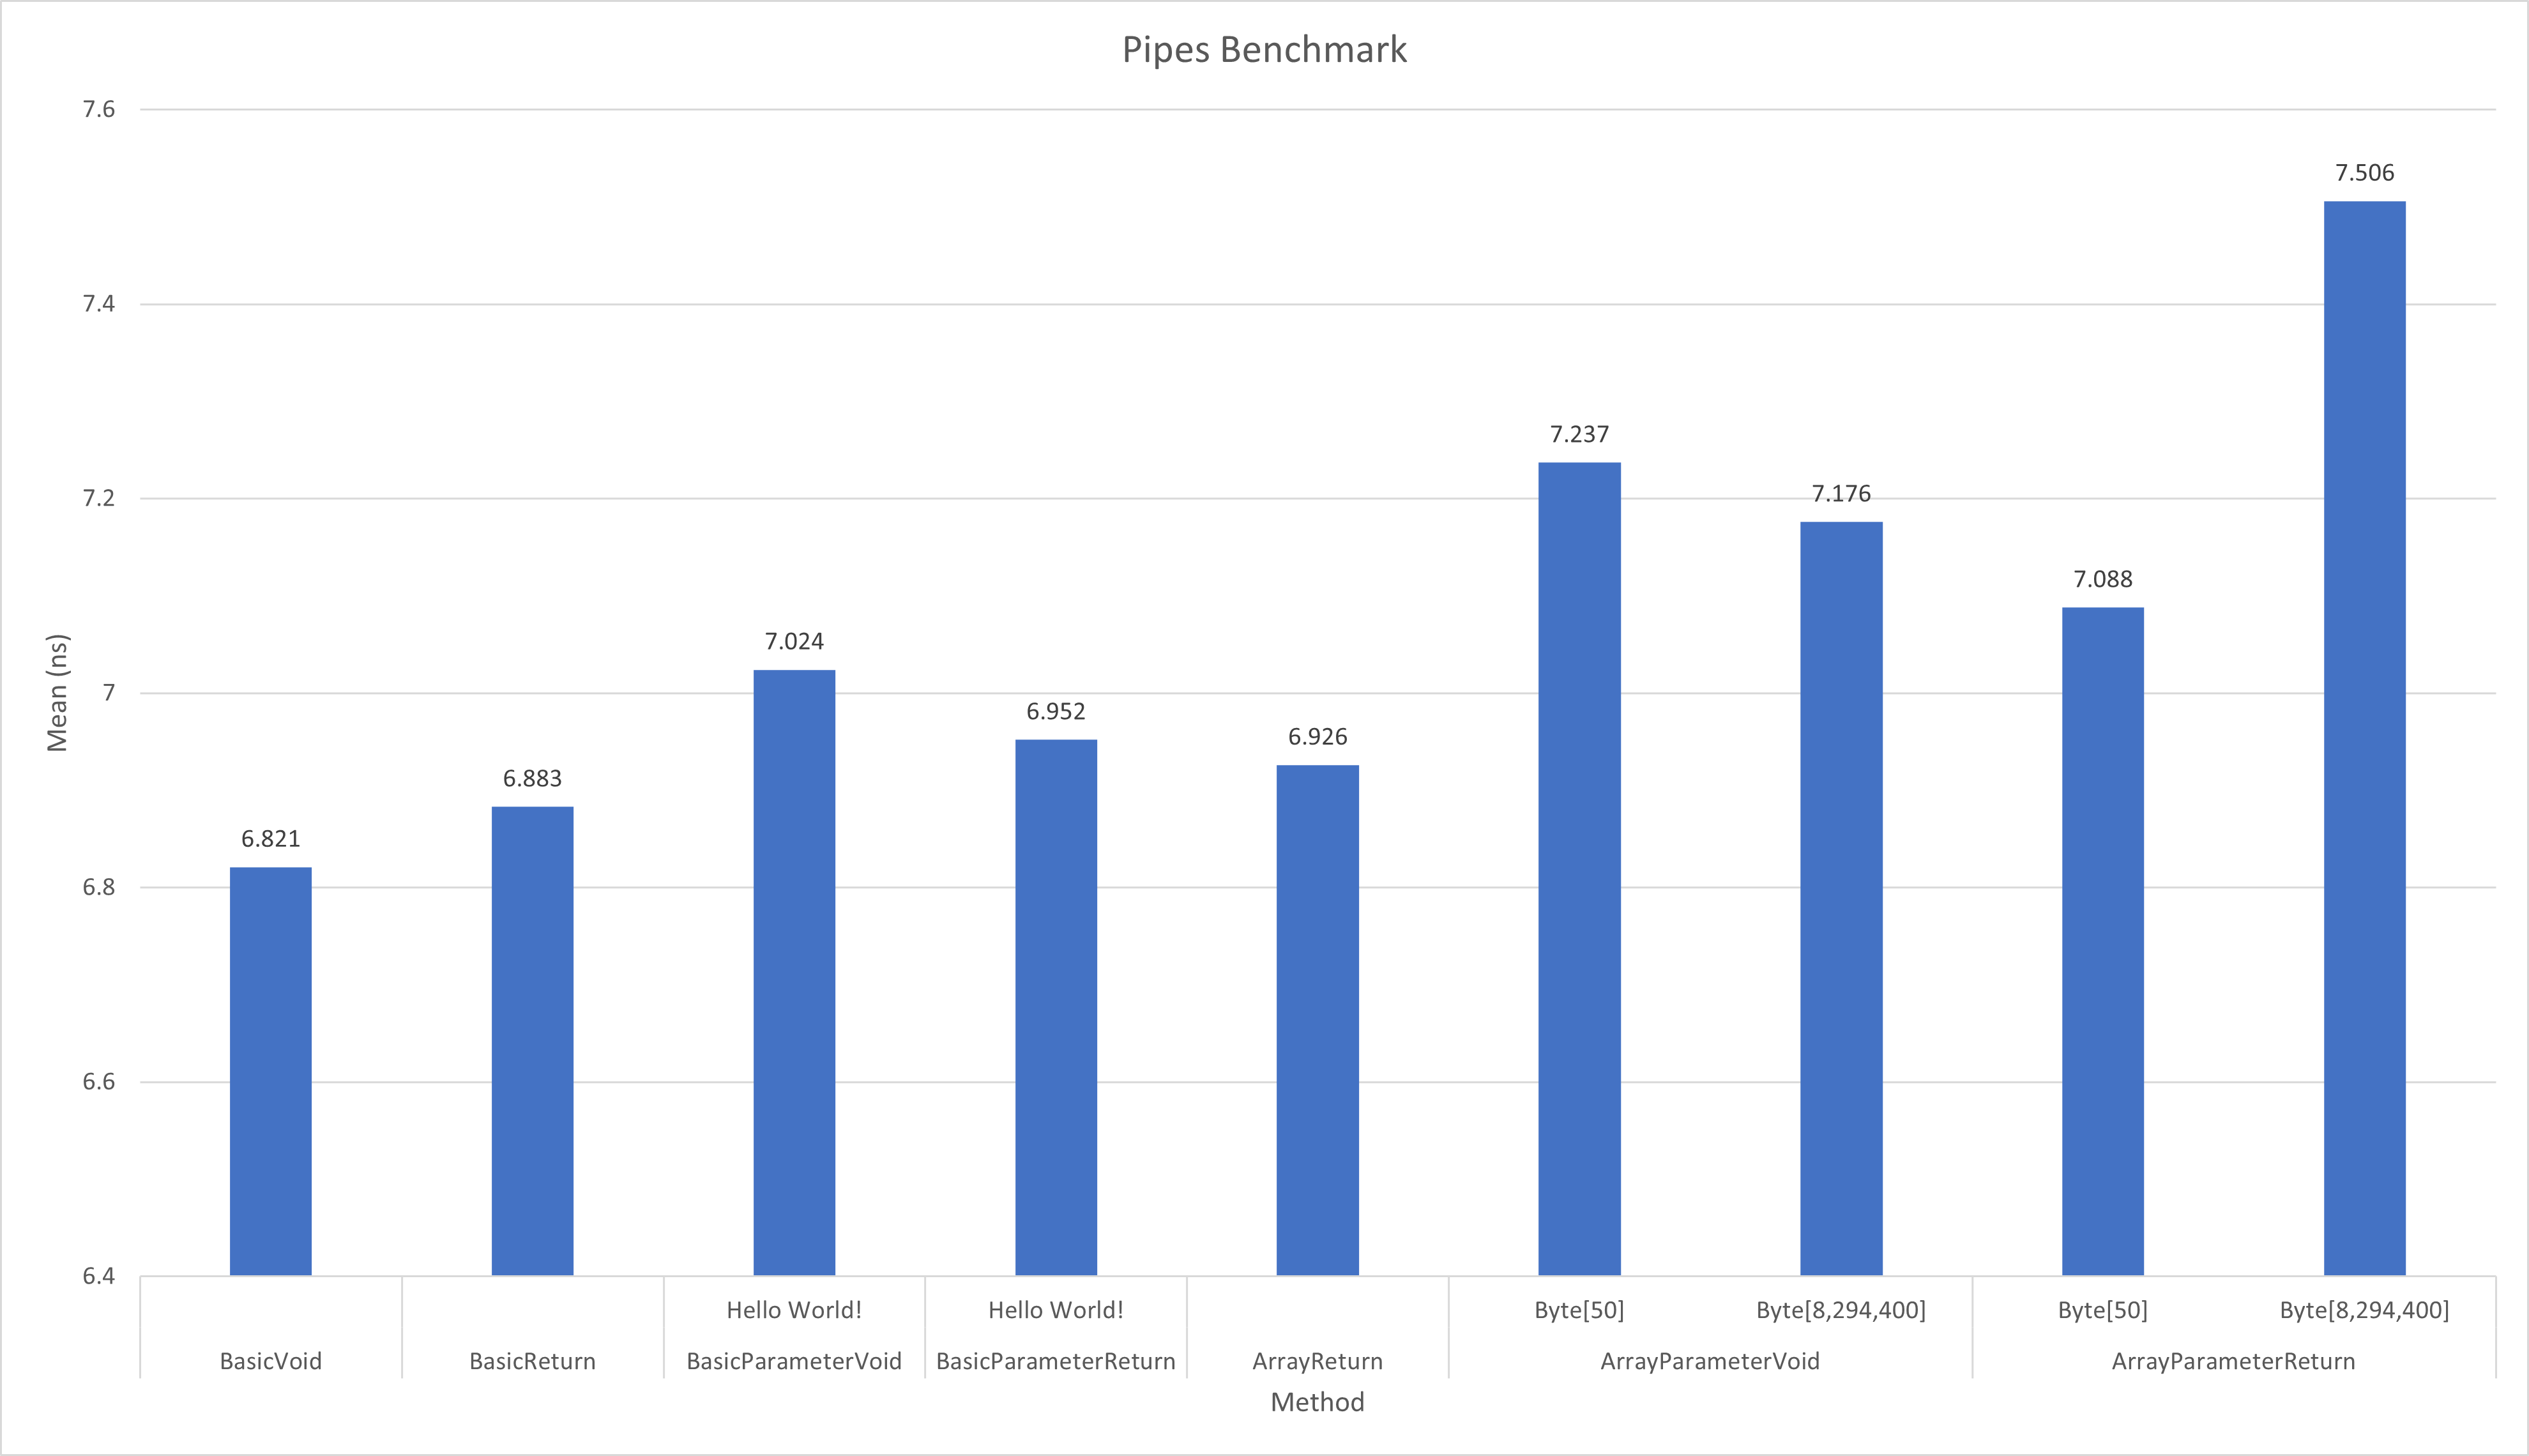 Pipes Benchmark
7.6
7.4
7.2
7
6.8
6.6
6.4
Mean (ns)
6.821
6.883
7.024
6.952
6.926
7.237
7.176
7.088
7.506
Hello World!
Hello World!
Byte[50]
Byte[8,294,400]
Byte[50]
Byte[8,294,400]
BasicVoid
BasicReturn
BasicParameterVoid
BasicParameterReturn
ArrayReturn
ArrayParameterVoid
ArrayParameterReturn
Method